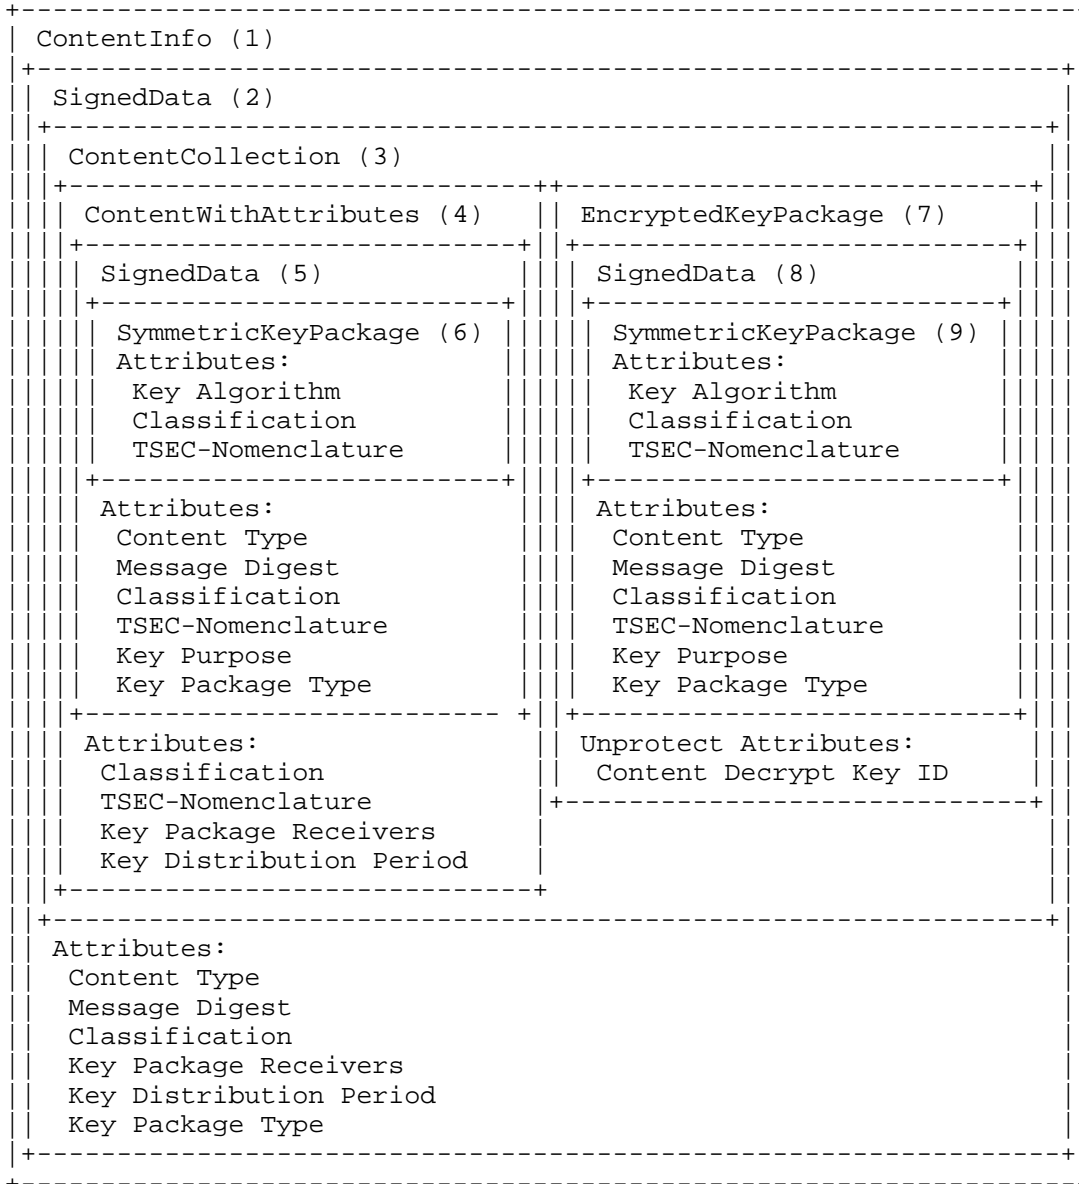 ContentInfo (1)
SignedData (2)
ContentCollection (3)
ContentWithAttributes (4) EncryptedKeyPackage (7)
SignedData (5) SignedData (8)
SymmetricKeyPackage (6) SymmetricKeyPackage (9)
Attributes: Attributes:
Key Algorithm Key Algorithm
Classification Classification
TSEC-Nomenclature TSEC-Nomenclature
Attributes: Attributes:
Content Type Content Type
Message Digest Message Digest
Classification Classification
TSEC-Nomenclature TSEC-Nomenclature
Key Purpose Key Purpose
Key Package Type Key Package Type
Attributes: Unprotect Attributes:
Classification Content Decrypt Key ID
TSEC-Nomenclature
Key Package Receivers
Key Distribution Period
Attributes:
Content Type
Message Digest
Classification
Key Package Receivers
Key Distribution Period
Key Package Type